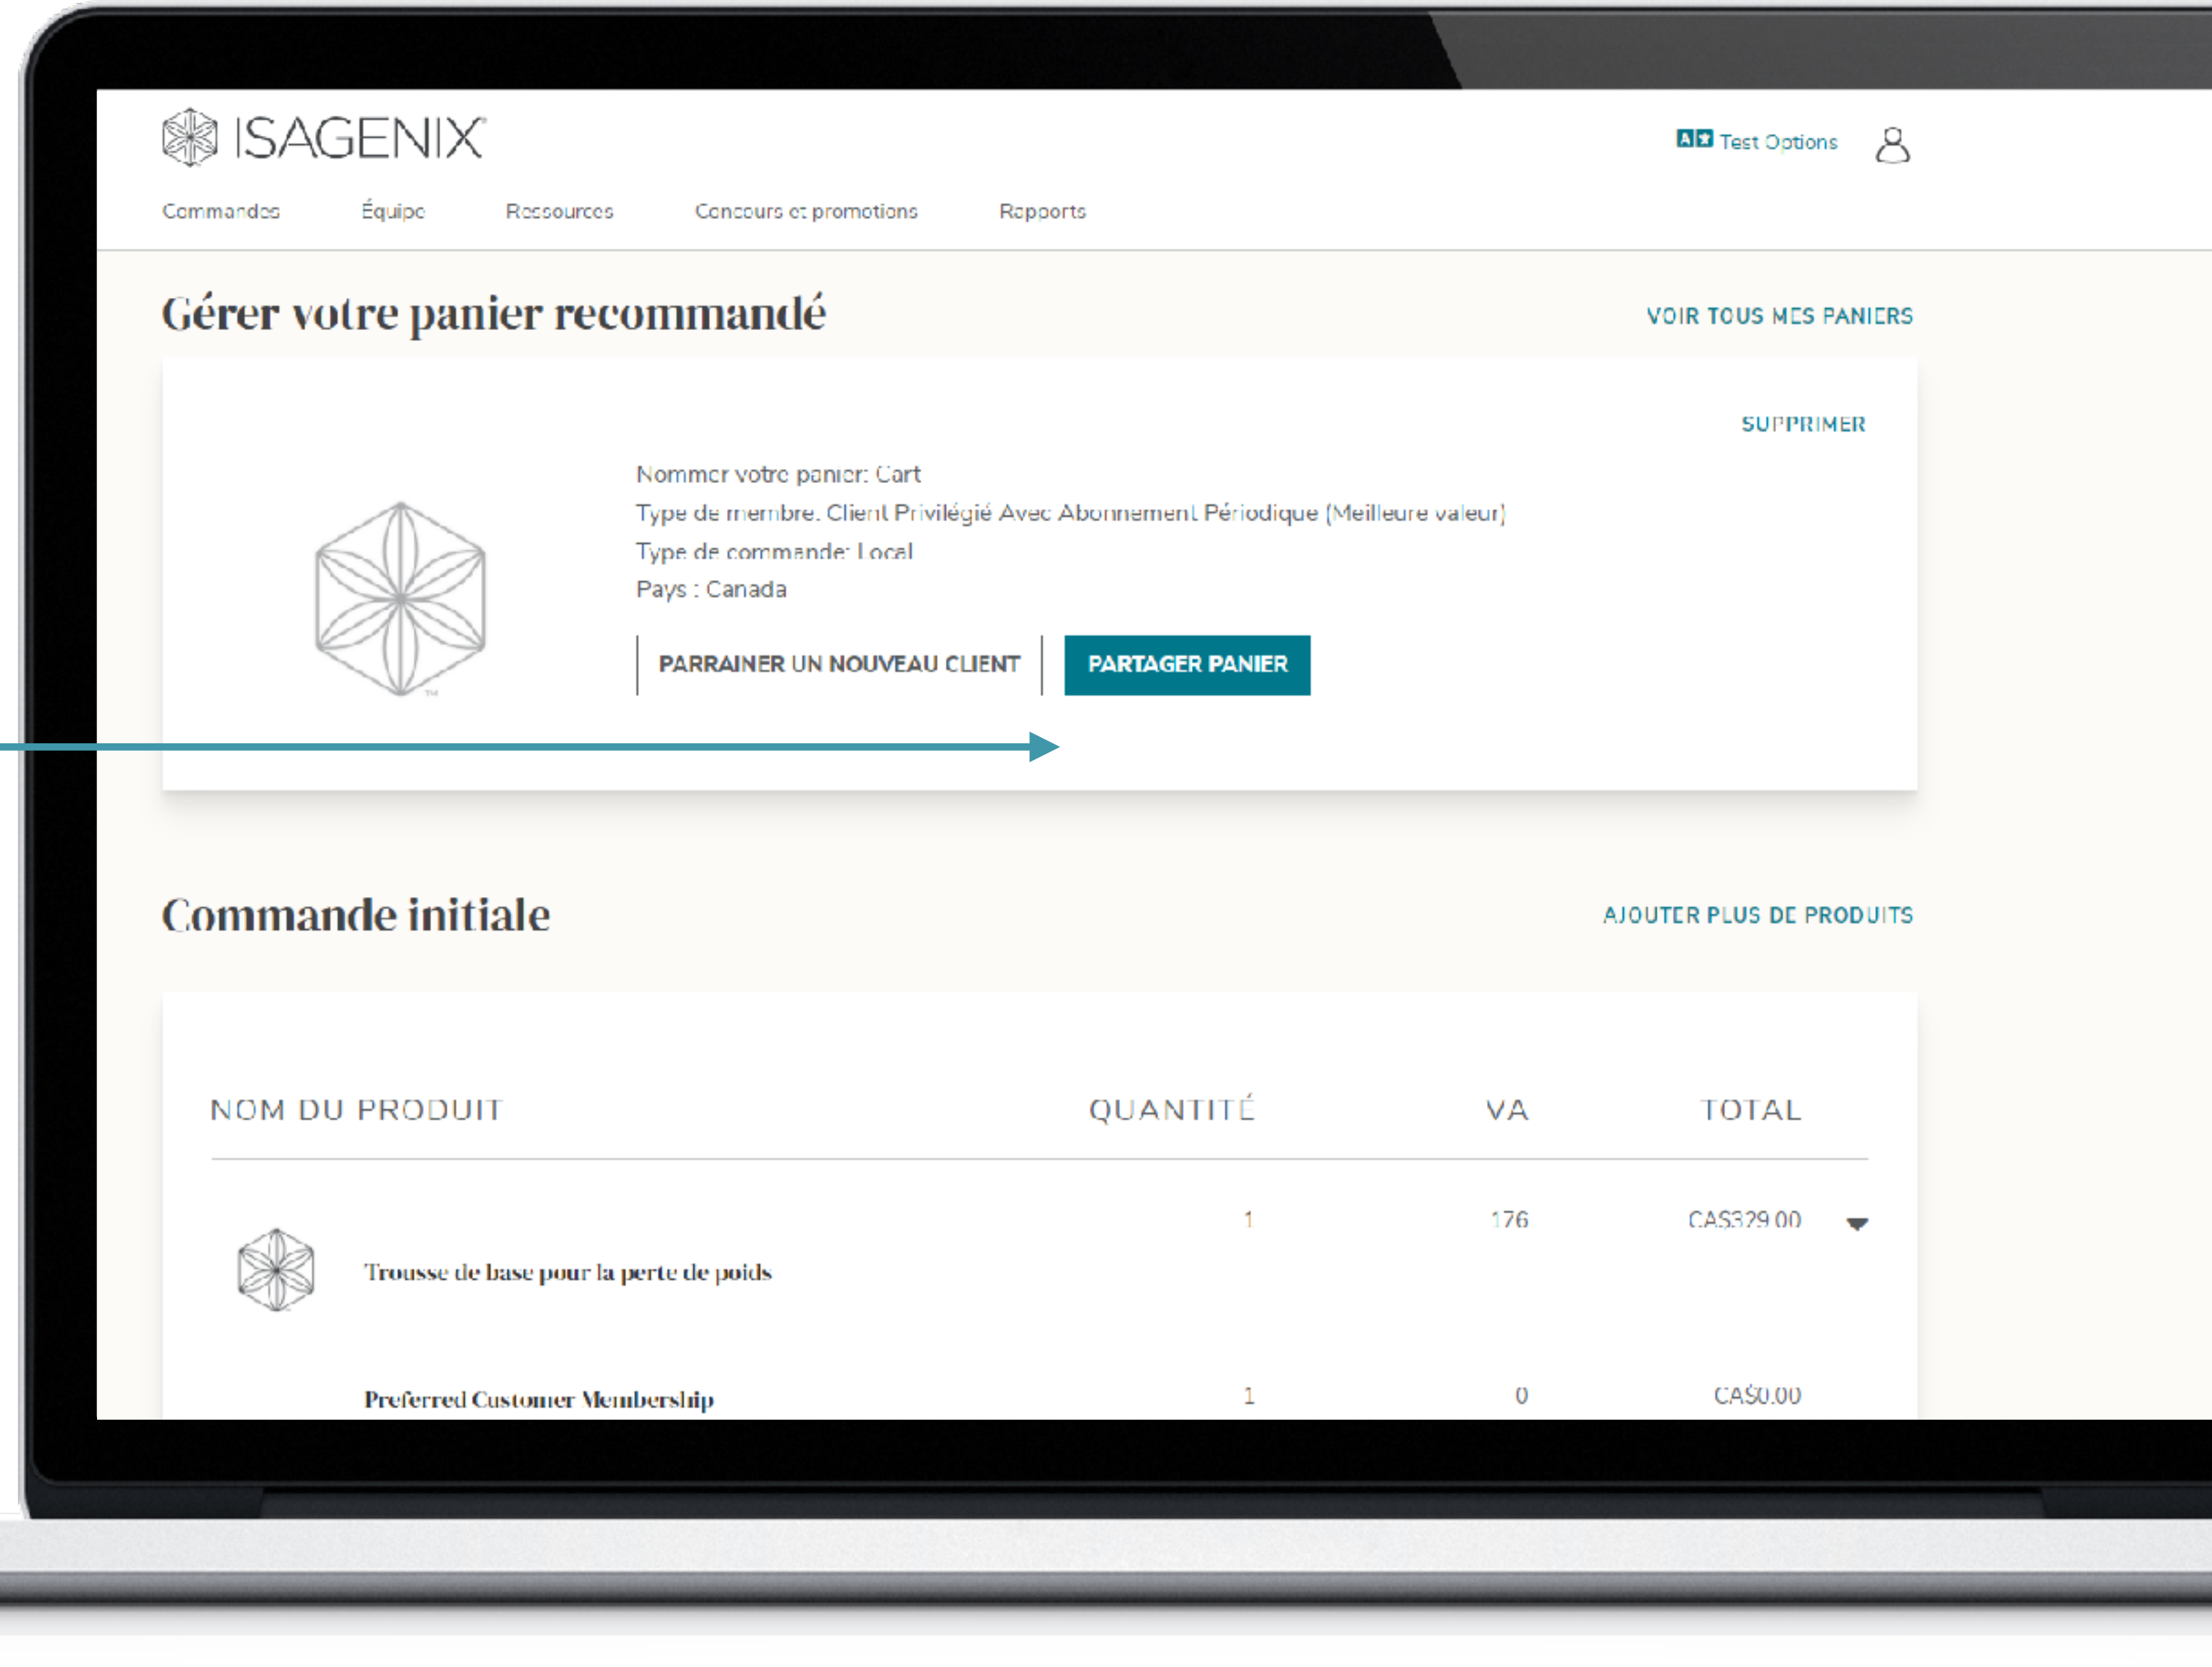 ISAGENIX
Test Options
Commandes Équipe Ressources Concours et promotions Rapports
Gérer votre panier recommandé
VOIR TOUS MES PANIERS
SUPPRIMER
Nommer votre panier: Cart
Type de membre: Client Privilégié Avec Abonnement Périodique (Meilleure valeur)
Type de commande: Local
Pays : Canada
PARRAINER UN NOUVEAU CLIENT
PARTAGER PANIER
TM
Commande initiale
AJOUTER PLUS DE PRODUITS
NOM DU PRODUIT QUANTITÉ VA TOTAL
1 176 CA$329.00
Trousse de base pour la perte de poids
Preferred Customer Membership 1 0 CA$0.00